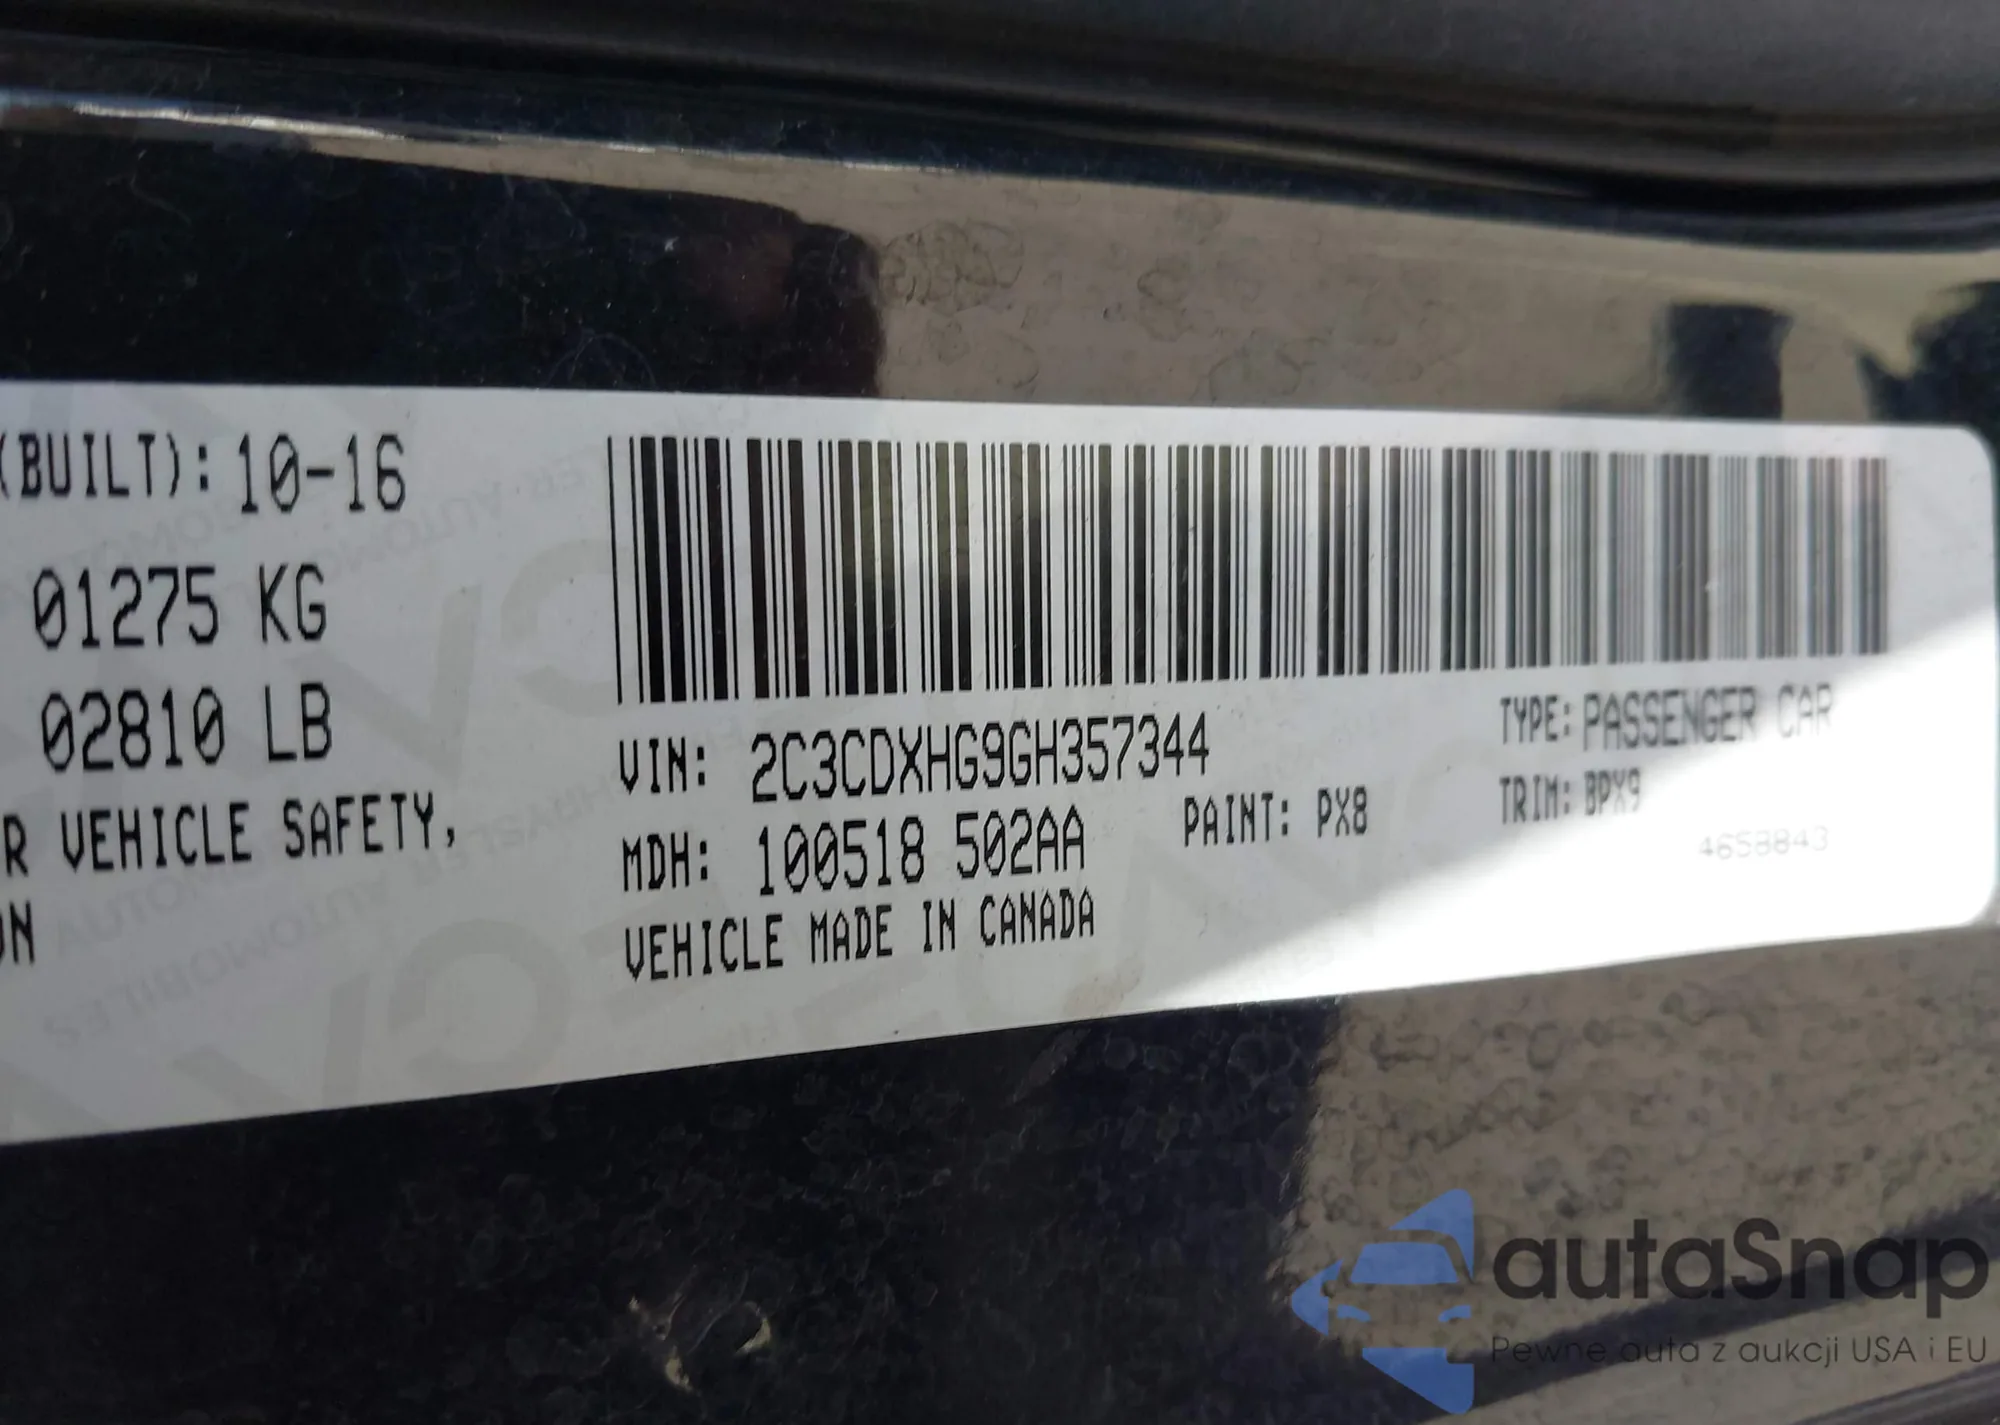 (BUILT): 10-16
01275 KG
02810 LB
R VEHICLE SAFETY,
ON
VIN: 2C3CDXHG9GH357344
TYPE: PASSENGER CAR
MDH: 100518 502AA
PAINT: PX8
TRIM: BPX9
4658843
VEHICLE MADE IN CANADA
autaSnap
Pewne auta z aukcji USA i EU